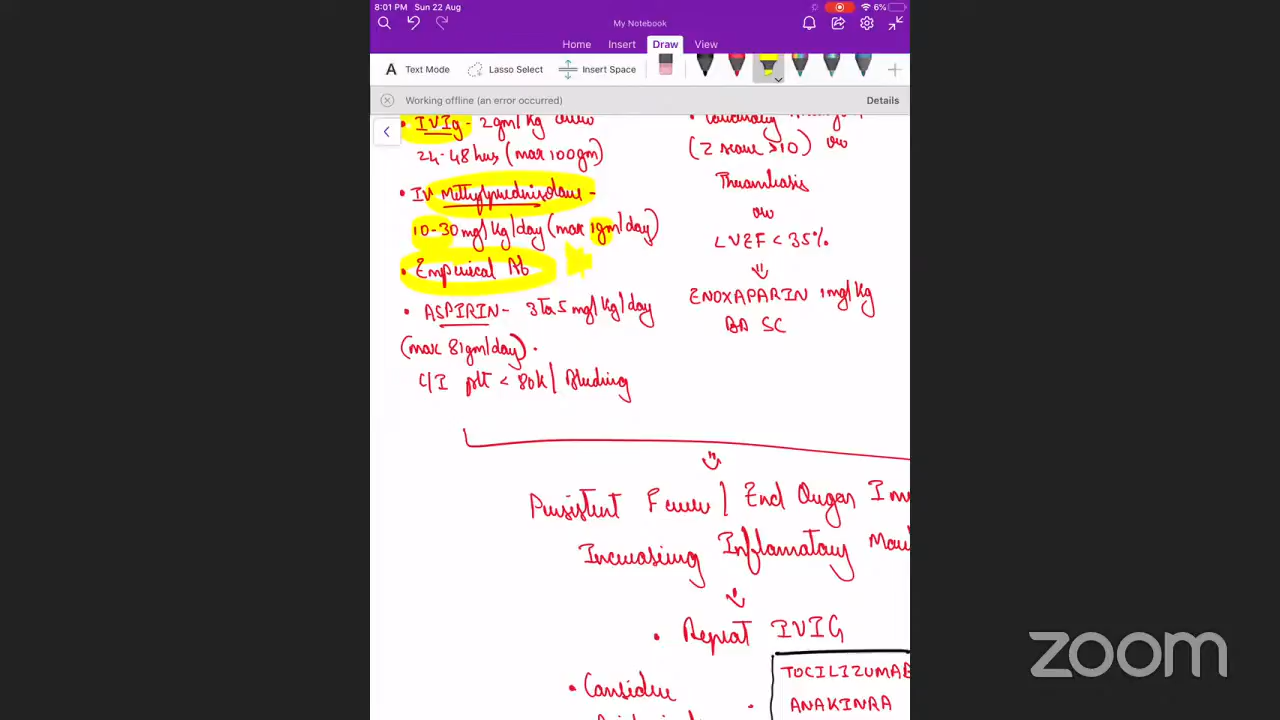 8:01 PM Sun 22 Aug
6%
My Notebook
Home Insert Draw View
Text Mode Lasso Select Insert Space
Working offline (an error occurred) Details
• IVIg - 2gm/kg over
24-48 hrs (max 100gm)
• IV Methylprednisolone -
10-30 mg/kg/day (max 1gm/day)
• Emperical Ab
• ASPIRIN - 3 to 5 mg/kg/day
(max 81gm/day).
C/I plt < 80k / Bleeding
• Coronary
(Z score >10) or
Thrombosis
or
LVEF < 35%
ENOXAPARIN 1mg/kg
BD SC
Persistent Fever / End Organ
Increasing Inflamatory
• Repeat IVIG
• Consider
TOCILIZUMAB
ANAKINRA
zoom